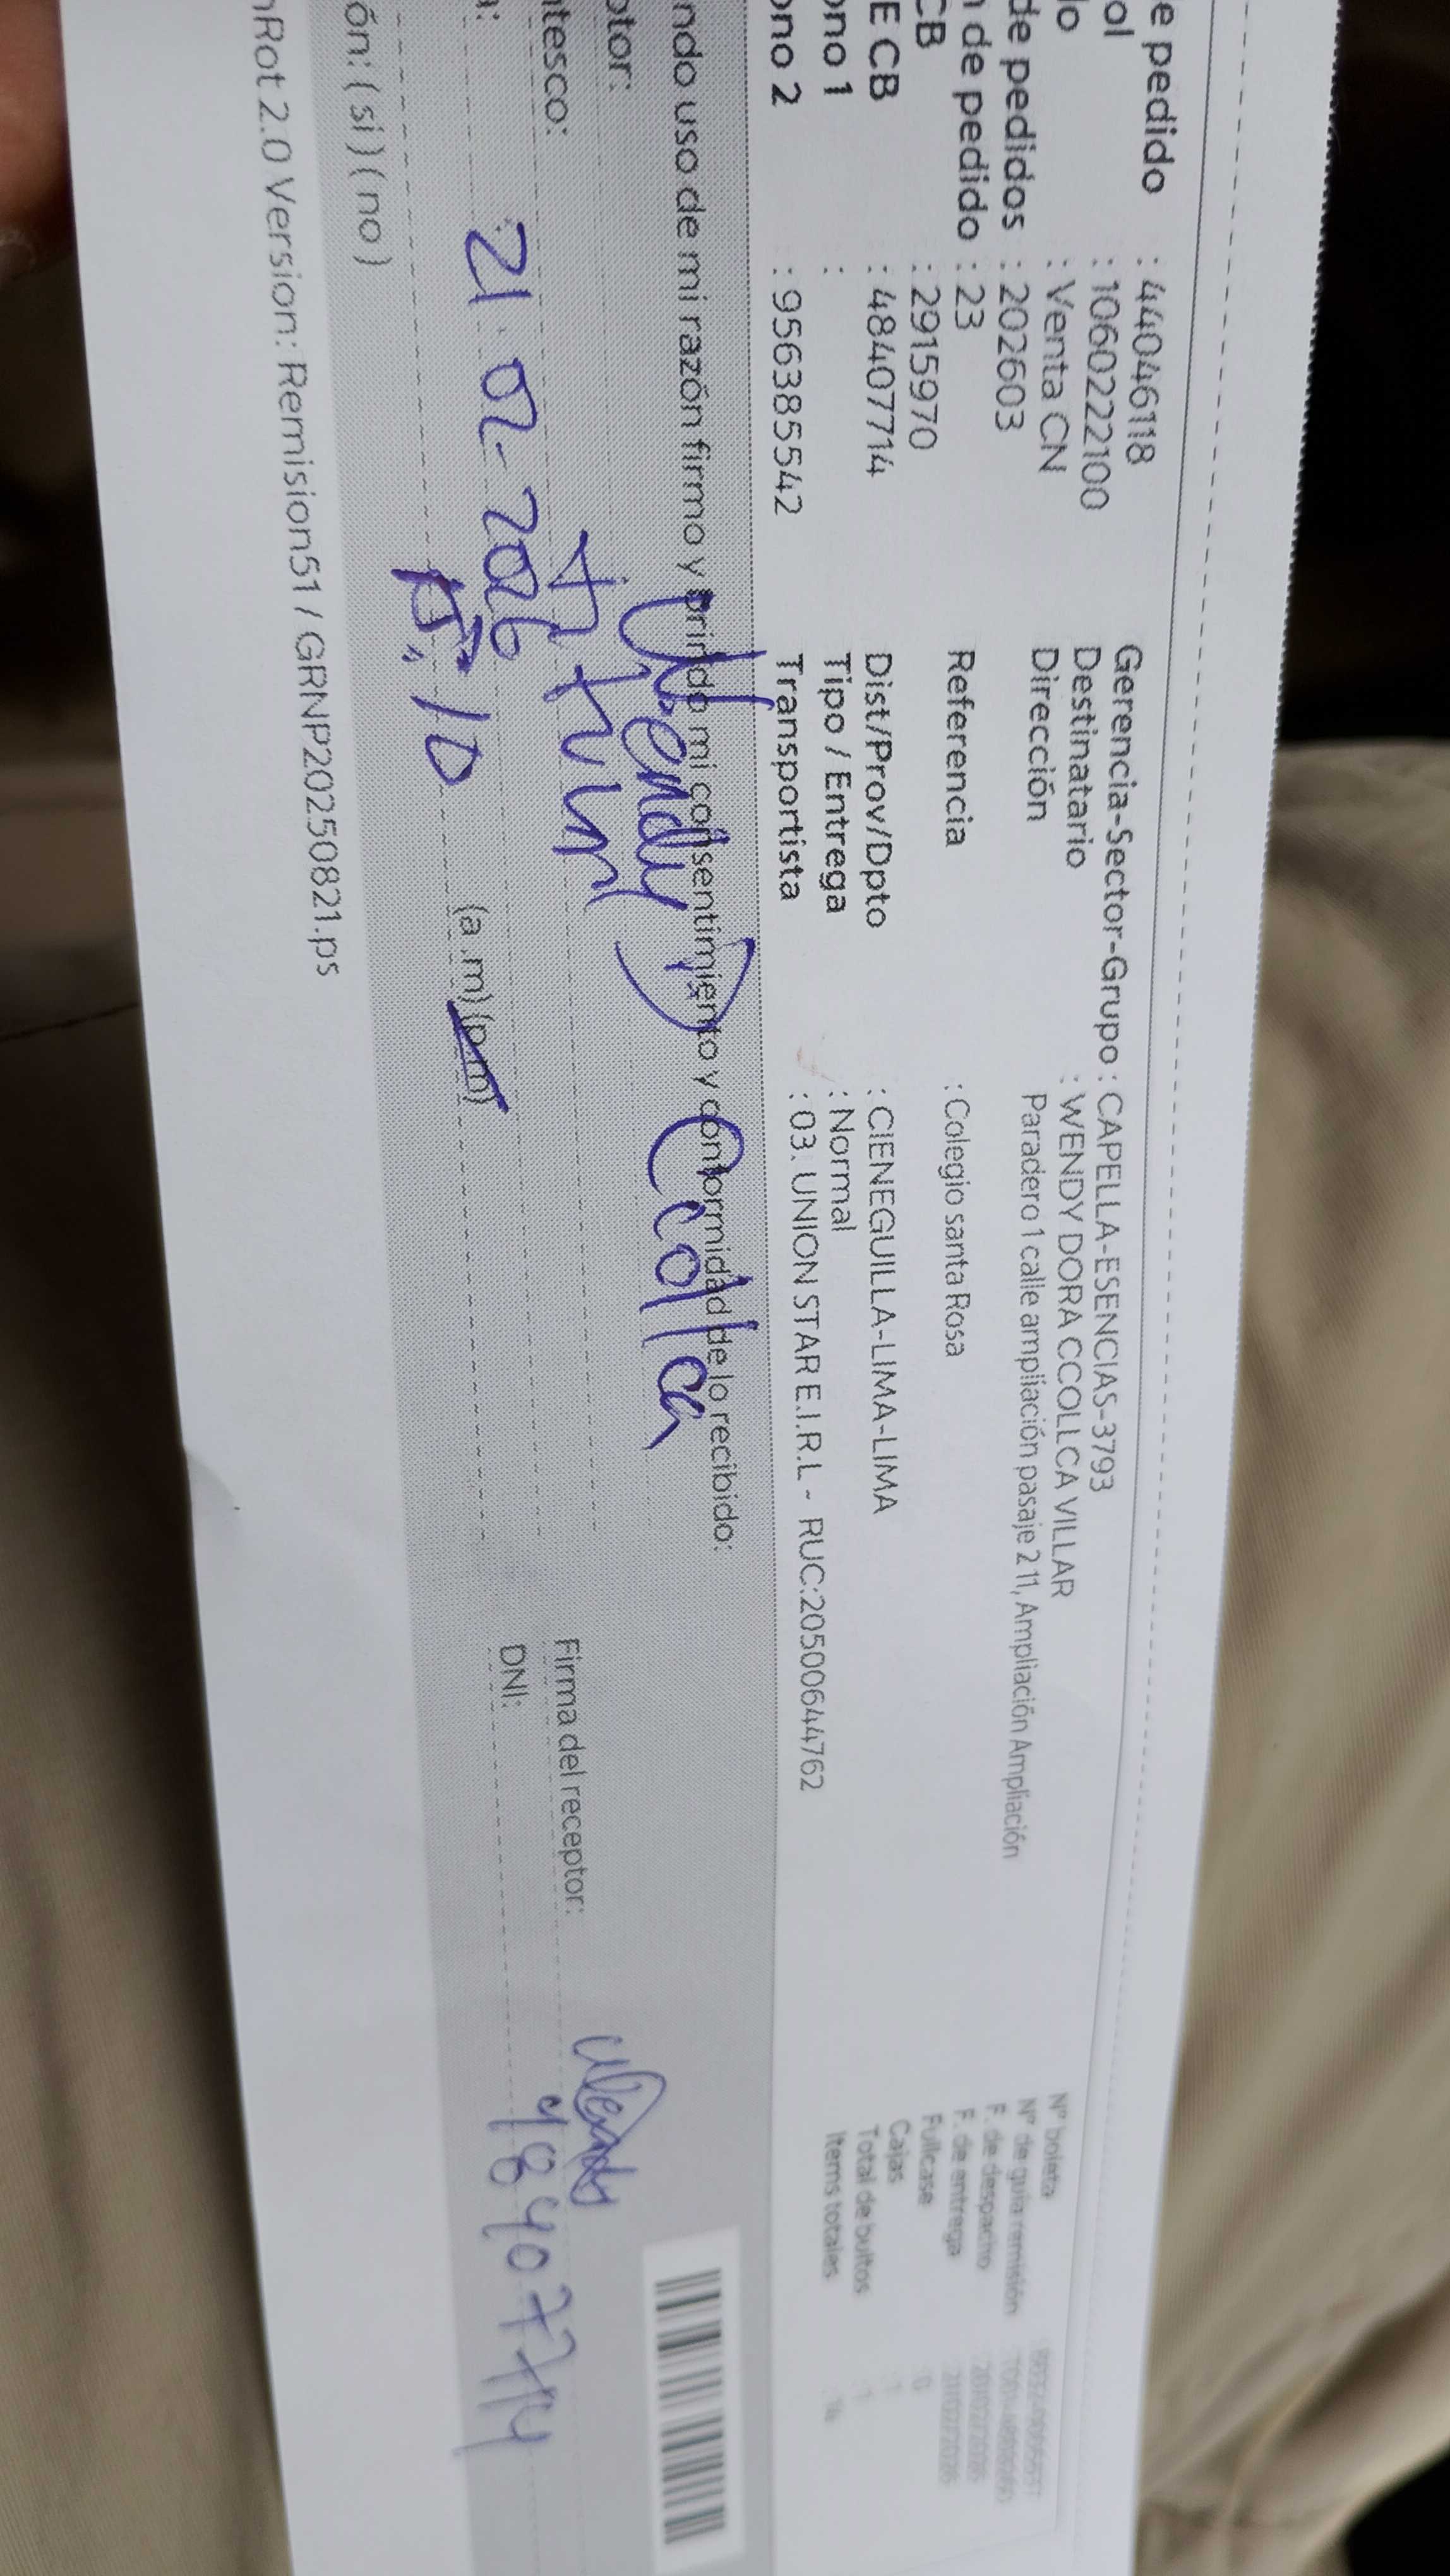 e pedido : 44046118
ol : 1060222100
do : Venta CN
de pedidos : 202603
n de pedido : 23
CB : 2915970
E CB : 48407714
ono 1 :
ono 2 : 956385542
Gerencia-Sector-Grupo : CAPELLA-ESENCIAS-3793
Destinatario : WENDY DORA CCOLLCA VILLAR
Dirección Paradero 1 calle ampliación pasaje 2 11, Ampliación Ampliación
Referencia : Colegio santa Rosa
Dist/Prov/Dpto : CIENEGUILLA-LIMA-LIMA
Tipo / Entrega : Normal
Transportista : 03. UNION STAR E.I.R.L - RUC:20500644762
N° boleta
N° de guia remisión
F. de despacho
F. de entrega
Fullcase : 0
Cajas
Total de bultos
Items totales
ndo uso de mi razón firmo y brindo mi consentimiento y conformidad de lo recibido:
ptor: Wendy Ccollca
ntesco: Titular
21-02-2026
(a.m)(p.m)
ón: ( si ) ( no )
Firma del receptor:
DNI: 48407714
nRot 2.0 Version: Remision51 / GRNP20250821.ps